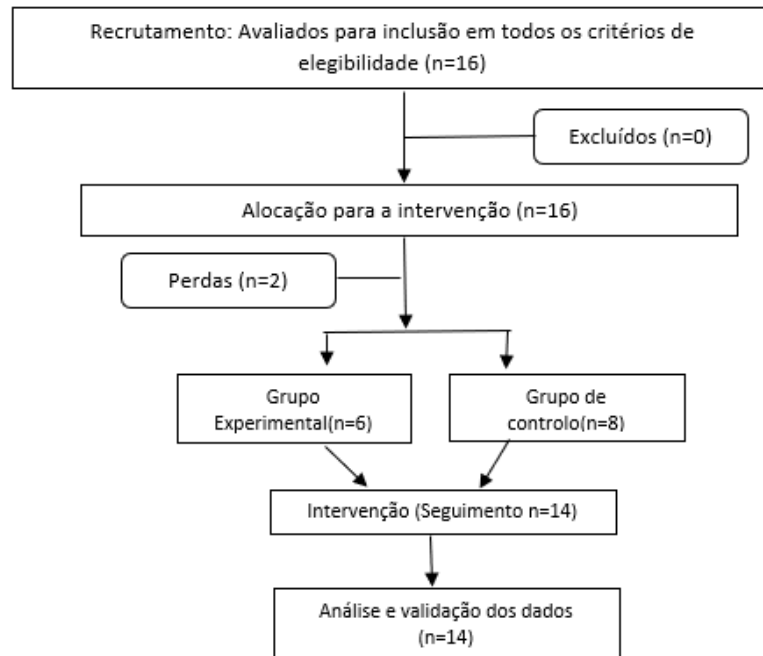 Recrutamento: Avaliados para inclusão em todos os critérios de
elegibilidade (n=16)
Excluídos (n=0)
Alocação para a intervenção (n=16)
Perdas (n=2)
Grupo
Experimental(n=6)
Grupo de
controlo(n=8)
Intervenção (Seguimento n=14)
Análise e validação dos dados
(n=14)